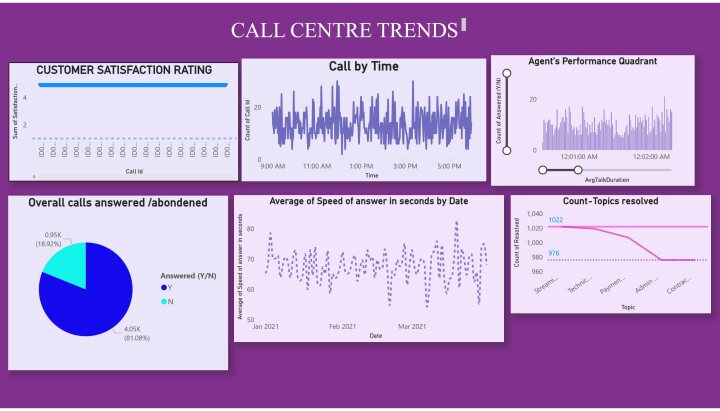 CALL CENTRE TRENDS
CUSTOMER SATISFACTION RATING
Sum of Satisfaction...
4
2
ID0... ID0... ID0... ID0... ID0... ID0... ID0... ID0... ID0... ID0... ID0... ID0... ID0... ID0...
Call Id
Call by Time
Count of Call Id
20
0
9:00 AM 11:00 AM 1:00 PM 3:00 PM 5:00 PM
Time
Agent's Performance Quadrant
Count of Answered (Y/N)
20
0
12:01:00 AM 12:02:00 AM
AvgTalkDuration
Overall calls answered /abondened
0.95K
(18.92%)
4.05K
(81.08%)
Answered (Y/N)
Y
N
Average of Speed of answer in seconds by Date
Average of Speed of answer in seconds
80
70
60
50
Jan 2021 Feb 2021 Mar 2021
Date
Count-Topics resolved
Count of Resolved
1,040
1,020
1,000
980
960
1022
976
Streami... Technic... Paymen... Admin ... Contrac...
Topic